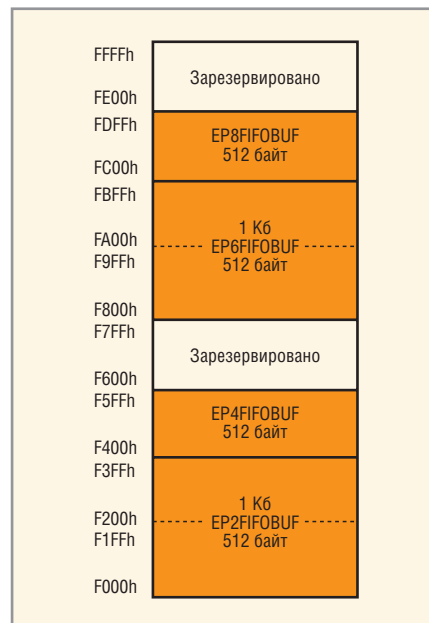 FFFFh
Зарезервировано
FE00h
FDFFh
EP8FIFOBUF
512 байт
FC00h
FBFFh
1 Кб
FA00h
EP6FIFOBUF
F9FFh
512 байт
F800h
F7FFh
Зарезервировано
F600h
F5FFh
EP4FIFOBUF
512 байт
F400h
F3FFh
1 Кб
F200h
EP2FIFOBUF
F1FFh
512 байт
F000h